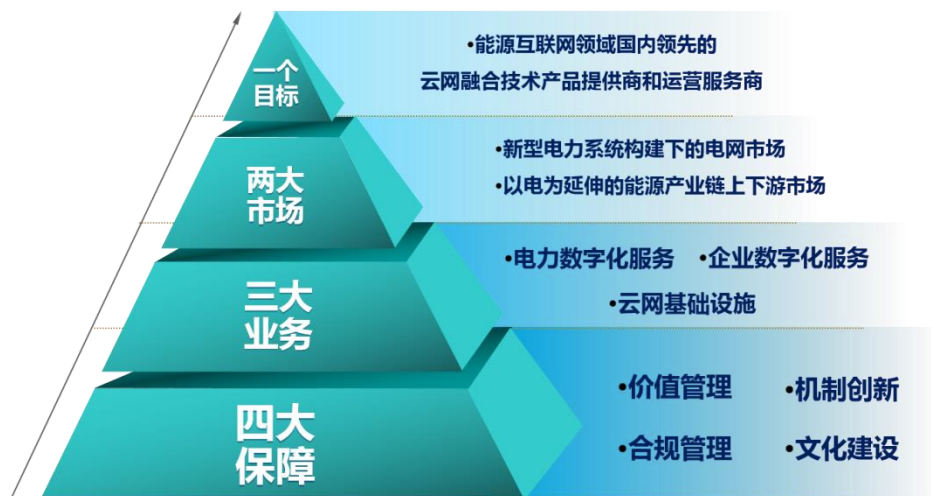 一个
目标
•能源互联网领域国内领先的
云网融合技术产品提供商和运营服务商
两大
市场
•新型电力系统构建下的电网市场
•以电为延伸的能源产业链上下游市场
三大
业务
•电力数字化服务 •企业数字化服务
•云网基础设施
四大
保障
•价值管理 •机制创新
•合规管理 •文化建设